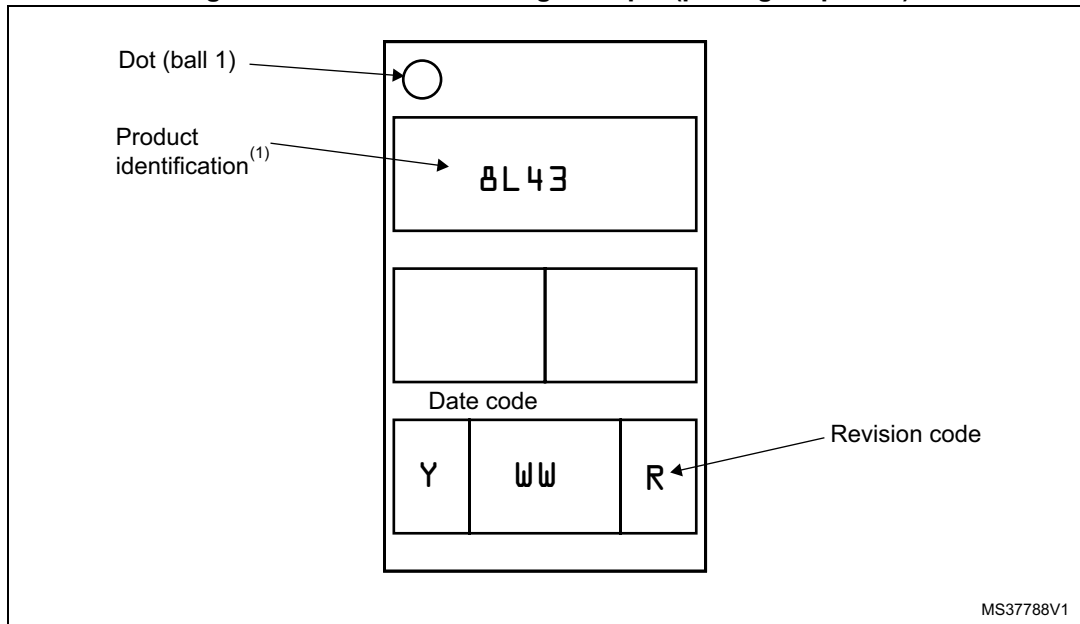 Dot (ball 1)
Product
identification(1)
8L43
Date code
Revision code
Y WW R
MS37788V1